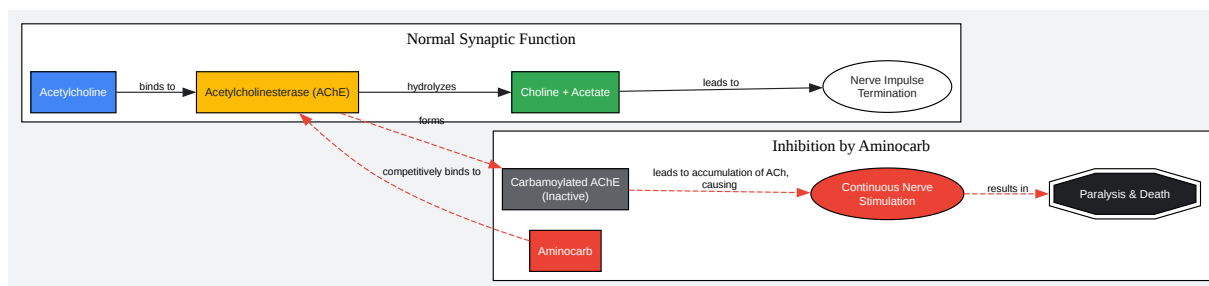 Normal Synaptic Function
Acetylcholine
binds to
Acetylcholinesterase (AChE)
hydrolyzes
Choline + Acetate
leads to
Nerve Impulse
Termination
forms
Inhibition by Aminocarb
competitively binds to
Carbamoylated AChE
(Inactive)
leads to accumulation of ACh,
causing
Continuous Nerve
Stimulation
results in
Paralysis & Death
Aminocarb